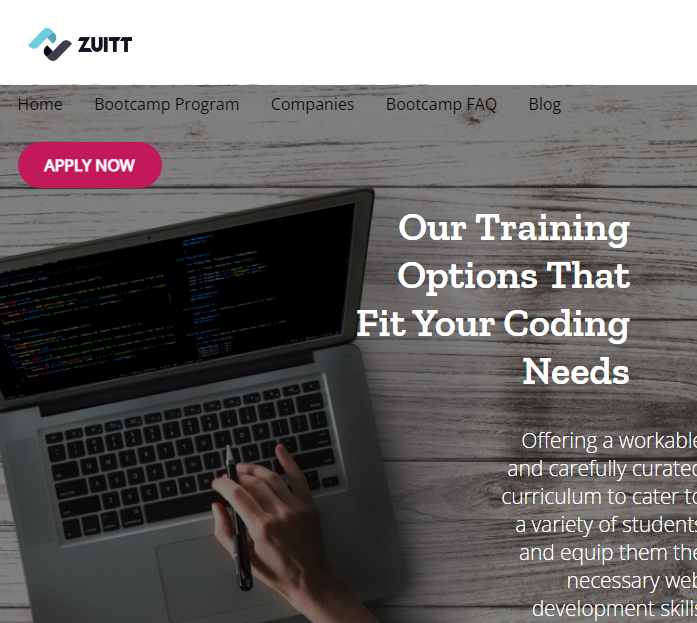 ZUITT
Home Bootcamp Program Companies Bootcamp FAQ Blog
APPLY NOW
Our Training
Options That
Fit Your Coding
Needs
Offering a workable
and carefully curated
curriculum to cater to
a variety of students
and equip them the
necessary web
development skills